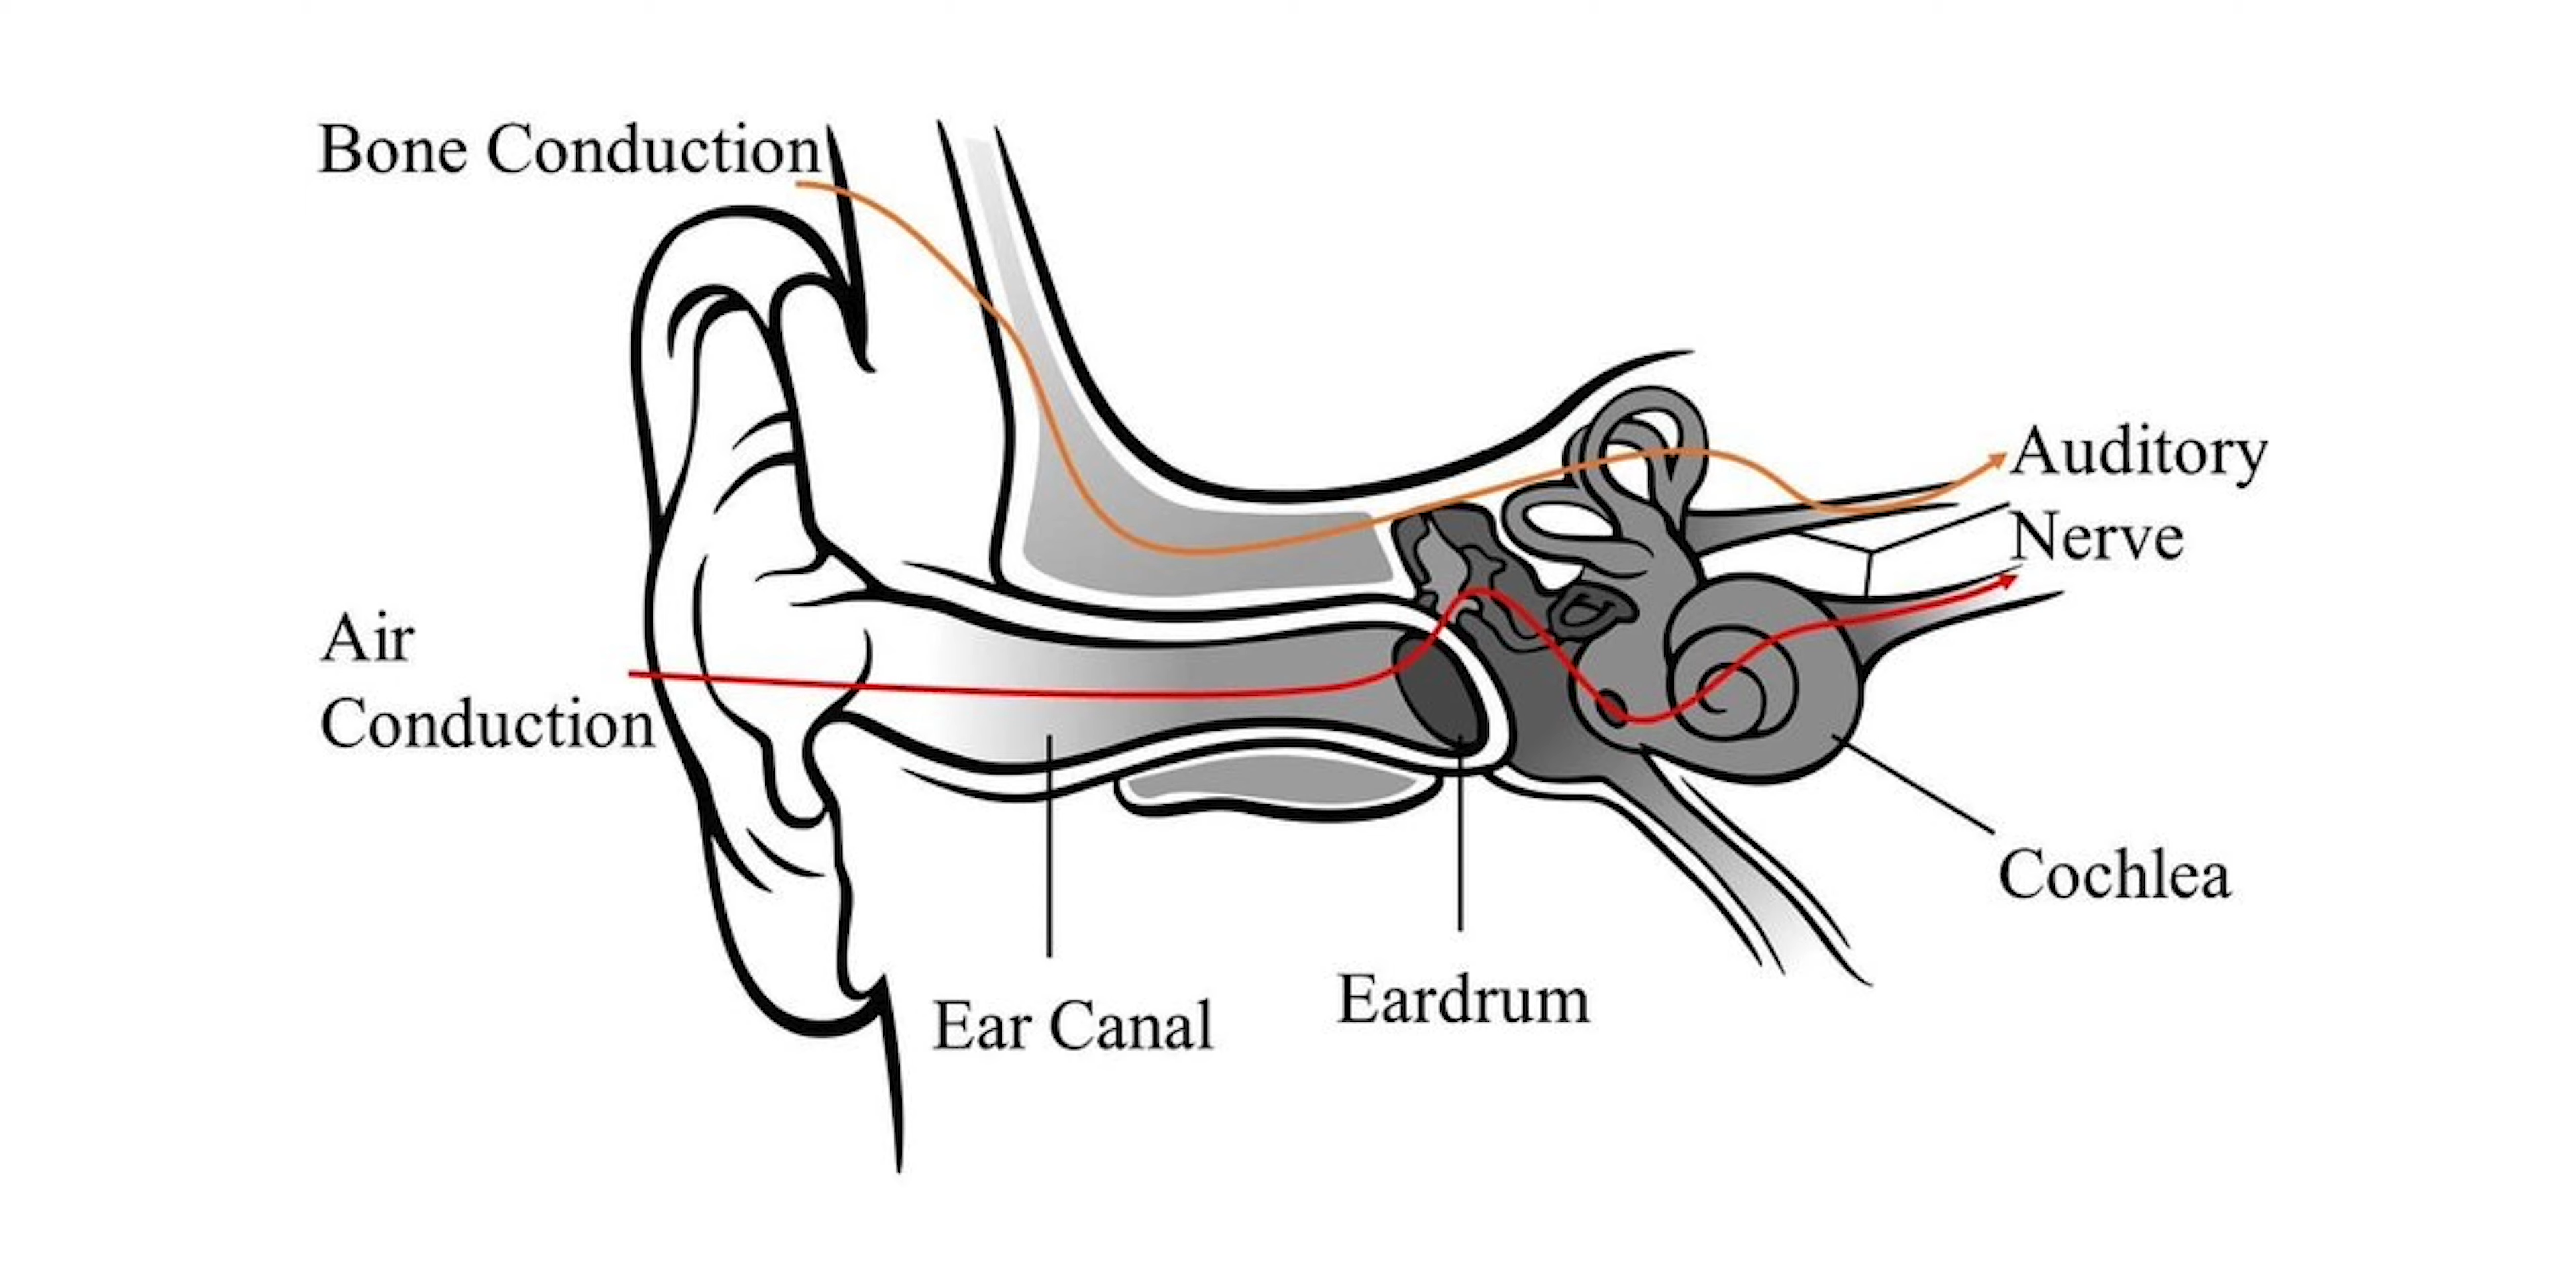 Bone Conduction
Auditory
Nerve
Air
Conduction
Cochlea
Eardrum
Ear Canal